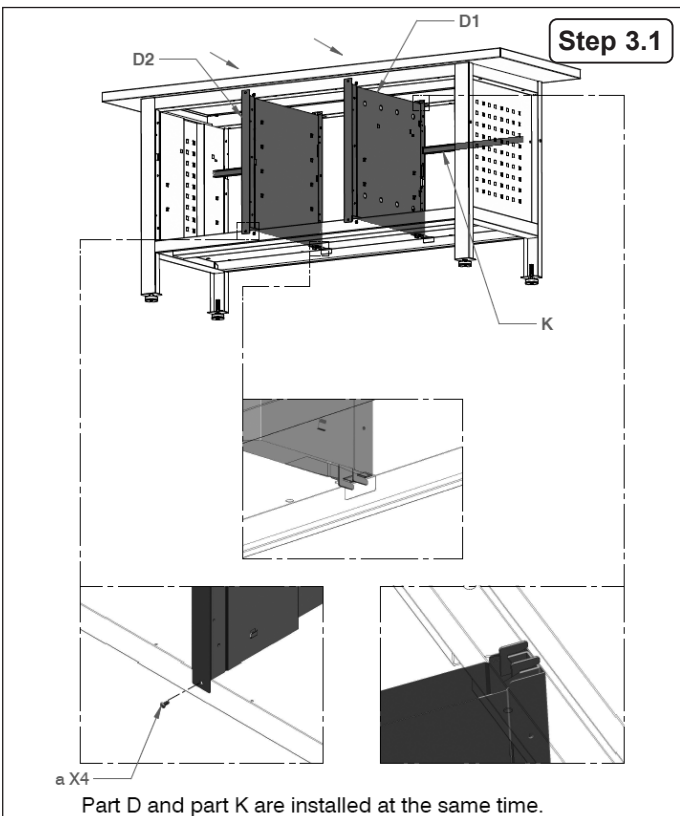 Step 3.1
D1
D2
K
a X4
Part D and part K are installed at the same time.